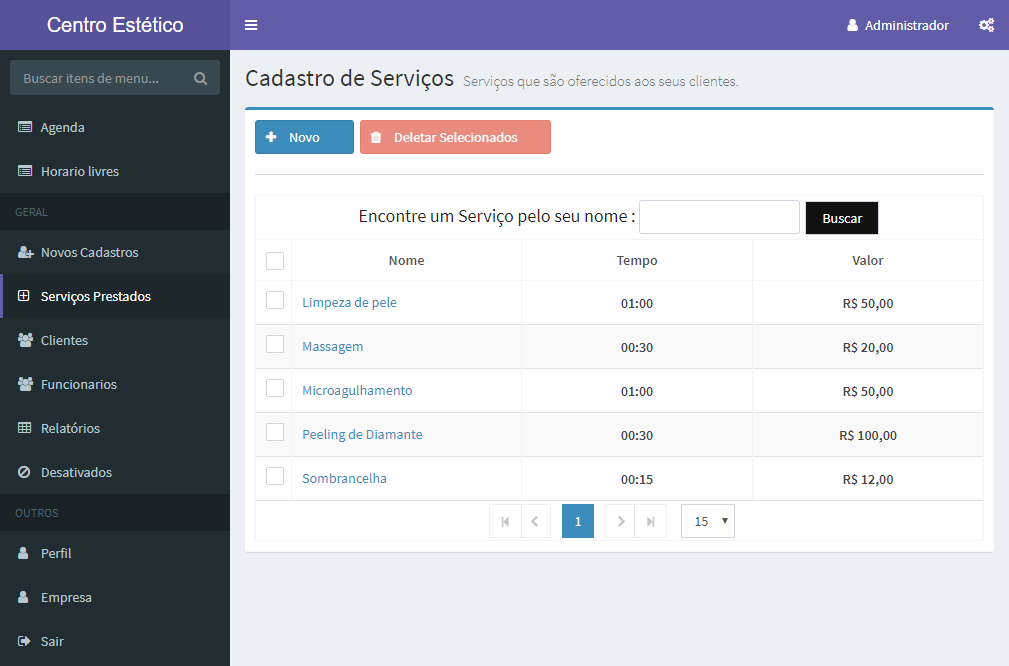 Centro Estético
Administrador
Buscar itens de menu...
Agenda
Horario livres
GERAL
Novos Cadastros
Serviços Prestados
Clientes
Funcionarios
Relatórios
Desativados
OUTROS
Perfil
Empresa
Sair
Cadastro de Serviços Serviços que são oferecidos aos seus clientes.
Novo Deletar Selecionados
Encontre um Serviço pelo seu nome : Buscar
Nome Tempo Valor
Limpeza de pele 01:00 R$ 50,00
Massagem 00:30 R$ 20,00
Microagulhamento 01:00 R$ 50,00
Peeling de Diamante 00:30 R$ 100,00
Sombrancelha 00:15 R$ 12,00
1 15